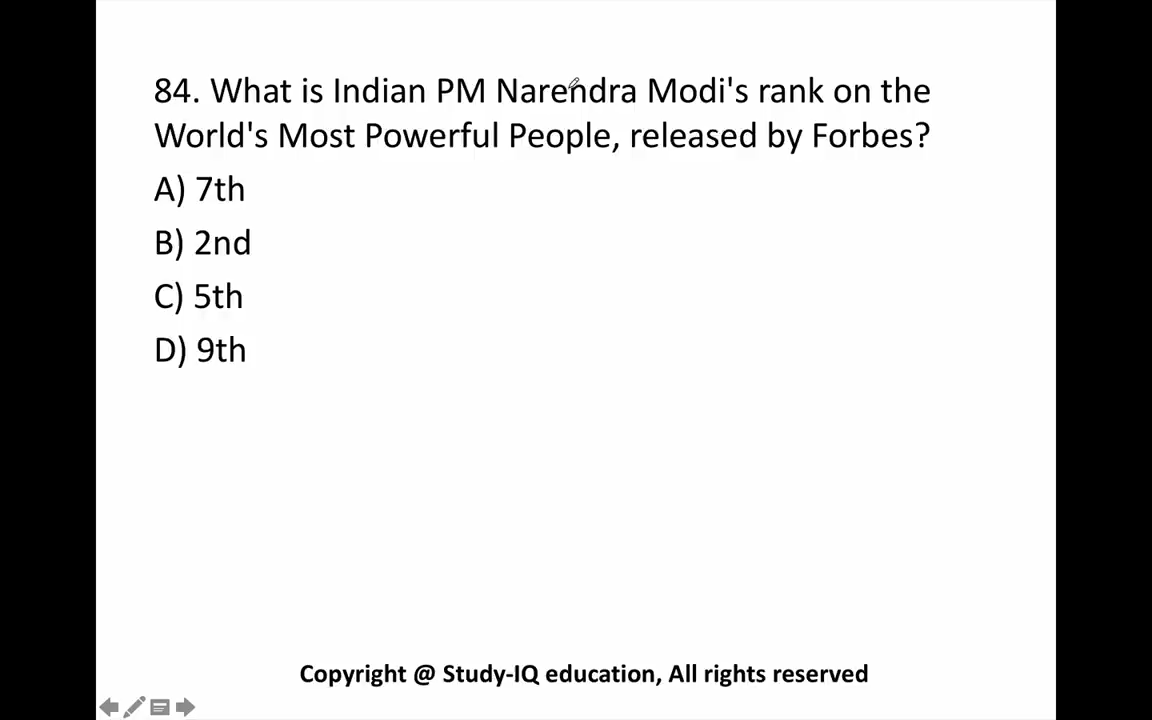 84. What is Indian PM Narendra Modi's rank on the
World's Most Powerful People, released by Forbes?
A) 7th
B) 2nd
C) 5th
D) 9th
Copyright @ Study-IQ education, All rights reserved